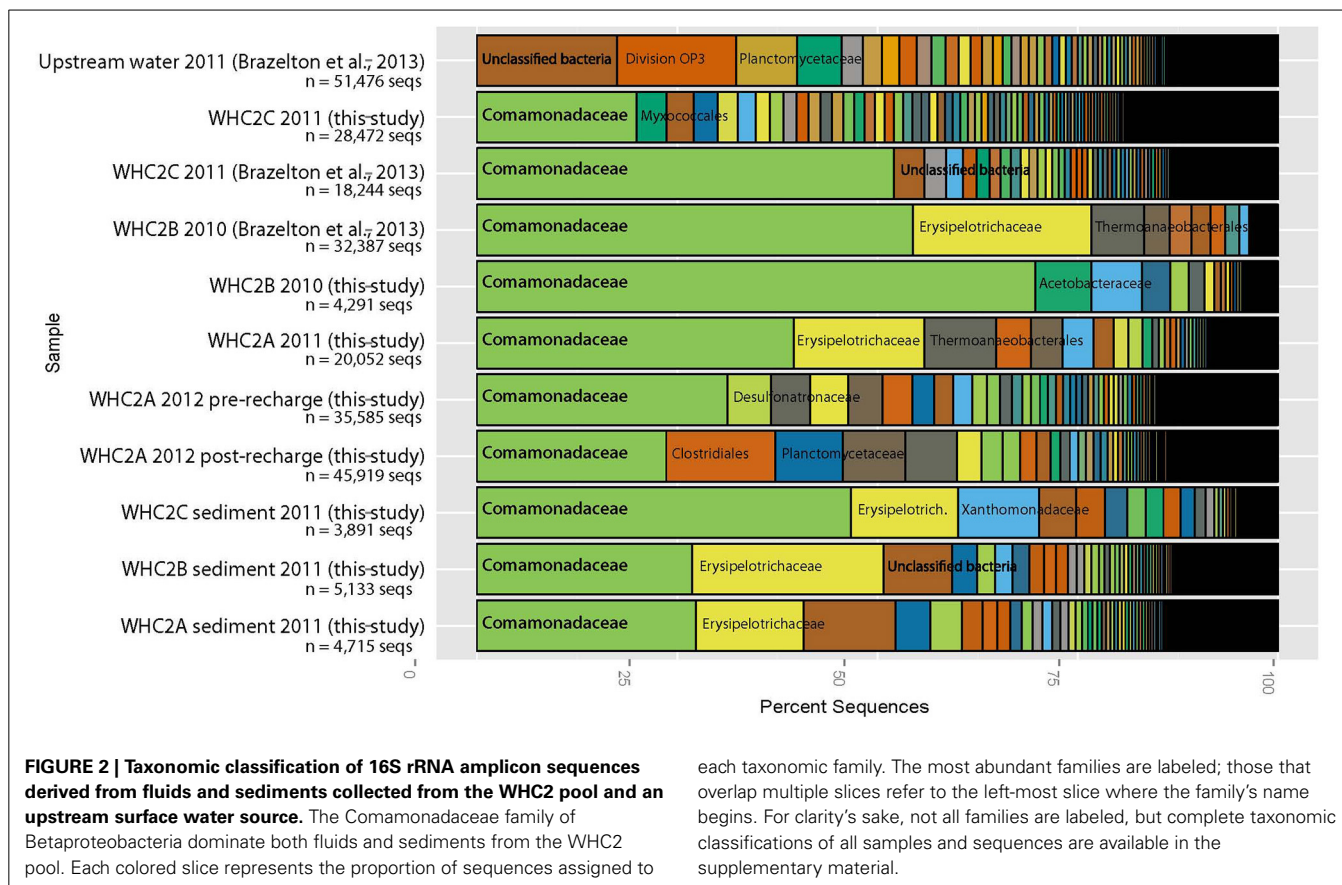 Upstream water 2011 (Brazelton et al., 2013)
n = 51,476 seqs
Unclassified bacteria
Division OP3
Planctomycetaceae
WHC2C 2011 (this study)
n = 28,472 seqs
Comamonadaceae
Myxococcales
WHC2C 2011 (Brazelton et al., 2013)
n = 18,244 seqs
Comamonadaceae
Unclassified bacteria
WHC2B 2010 (Brazelton et al., 2013)
n = 32,387 seqs
Comamonadaceae
Erysipelotrichaceae
Thermoanaeobacterales
WHC2B 2010 (this study)
n = 4,291 seqs
Comamonadaceae
Acetobacteraceae
WHC2A 2011 (this study)
n = 20,052 seqs
Comamonadaceae
Erysipelotrichaceae
Thermoanaeobacterales
WHC2A 2012 pre-recharge (this study)
n = 35,585 seqs
Comamonadaceae
Desulfonatronaceae
WHC2A 2012 post-recharge (this study)
n = 45,919 seqs
Comamonadaceae
Clostridiales
Planctomycetaceae
WHC2C sediment 2011 (this study)
n = 3,891 seqs
Comamonadaceae
Erysipelotrich.
Xanthomonadaceae
WHC2B sediment 2011 (this study)
n = 5,133 seqs
Comamonadaceae
Erysipelotrichaceae
Unclassified bacteria
WHC2A sediment 2011 (this study)
n = 4,715 seqs
Comamonadaceae
Erysipelotrichaceae
Sample
0
25
50
75
100
Percent Sequences
FIGURE 2 | Taxonomic classification of 16S rRNA amplicon sequences
derived from fluids and sediments collected from the WHC2 pool and an
upstream surface water source. The Comamonadaceae family of
Betaproteobacteria dominate both fluids and sediments from the WHC2
pool. Each colored slice represents the proportion of sequences assigned to
each taxonomic family. The most abundant families are labeled; those that
overlap multiple slices refer to the left-most slice where the family's name
begins. For clarity's sake, not all families are labeled, but complete taxonomic
classifications of all samples and sequences are available in the
supplementary material.